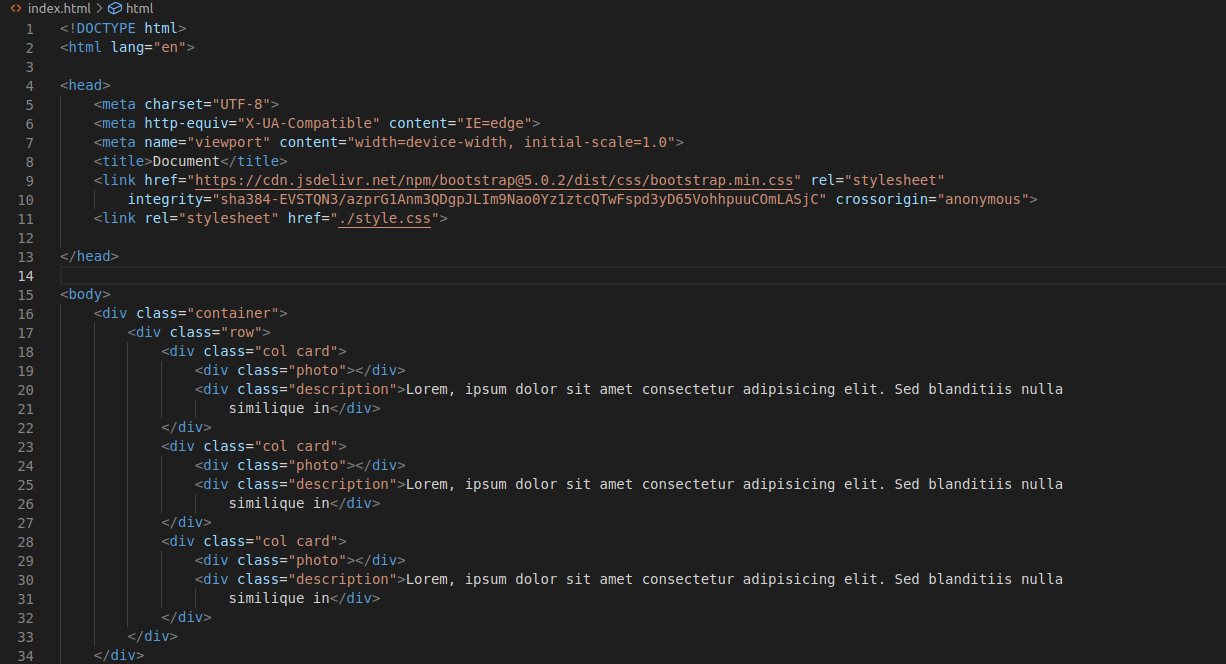 index.html > html
1 <!DOCTYPE html>
2 <html lang="en">
3
4 <head>
5     <meta charset="UTF-8">
6     <meta http-equiv="X-UA-Compatible" content="IE=edge">
7     <meta name="viewport" content="width=device-width, initial-scale=1.0">
8     <title>Document</title>
9     <link href="https://cdn.jsdelivr.net/npm/bootstrap@5.0.2/dist/css/bootstrap.min.css" rel="stylesheet"
10         integrity="sha384-EVSTQN3/azprG1Anm3QDgpJLIm9Nao0Yz1ztcQTwFspd3yD65VohhpuuCOmLASjC" crossorigin="anonymous">
11     <link rel="stylesheet" href="./style.css">
12
13 </head>
14
15 <body>
16     <div class="container">
17         <div class="row">
18             <div class="col card">
19                 <div class="photo"></div>
20                 <div class="description">Lorem, ipsum dolor sit amet consectetur adipisicing elit. Sed blanditiis nulla
21                     similique in</div>
22             </div>
23             <div class="col card">
24                 <div class="photo"></div>
25                 <div class="description">Lorem, ipsum dolor sit amet consectetur adipisicing elit. Sed blanditiis nulla
26                     similique in</div>
27             </div>
28             <div class="col card">
29                 <div class="photo"></div>
30                 <div class="description">Lorem, ipsum dolor sit amet consectetur adipisicing elit. Sed blanditiis nulla
31                     similique in</div>
32             </div>
33         </div>
34     </div>